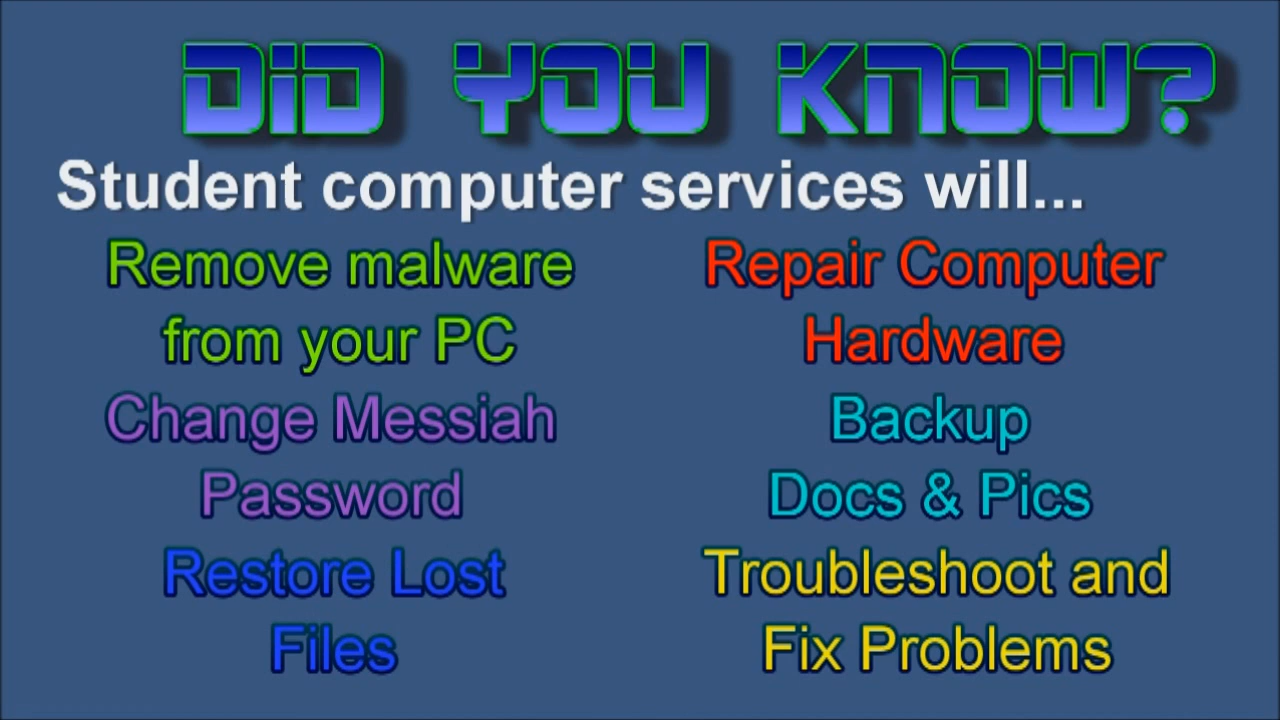 DiD YOU KNOW?
Student computer services will...
Remove malware
from your PC
Change Messiah
Password
Restore Lost
Files
Repair Computer
Hardware
Backup
Docs & Pics
Troubleshoot and
Fix Problems